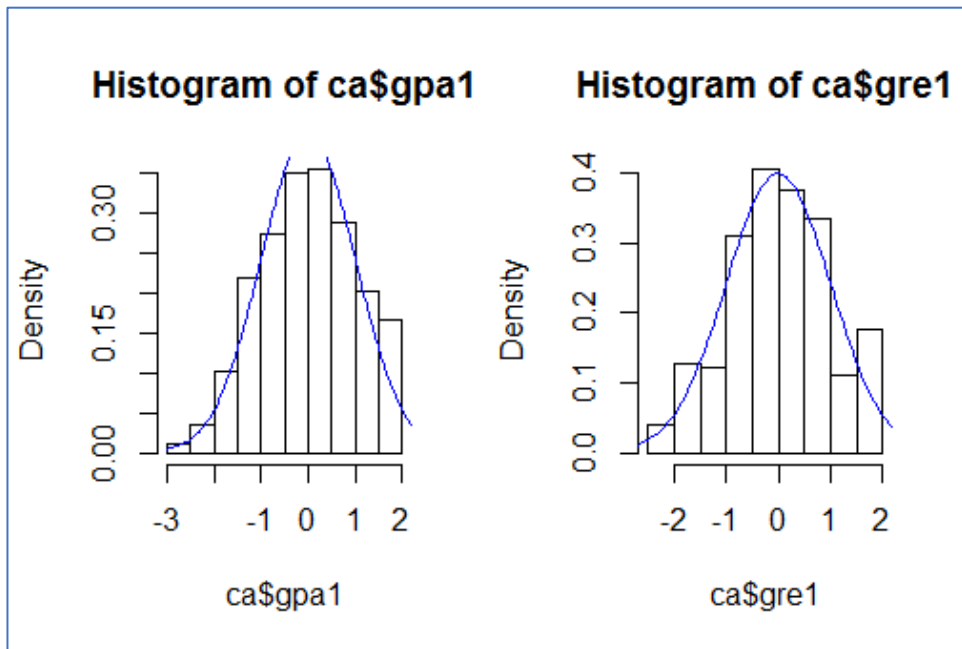 Histogram of ca$gpa1
Density
0.00 0.15 0.30
-3 -1 0 1 2
ca$gpa1
Histogram of ca$gre1
Density
0.0 0.1 0.2 0.3 0.4
-2 -1 0 1 2
ca$gre1